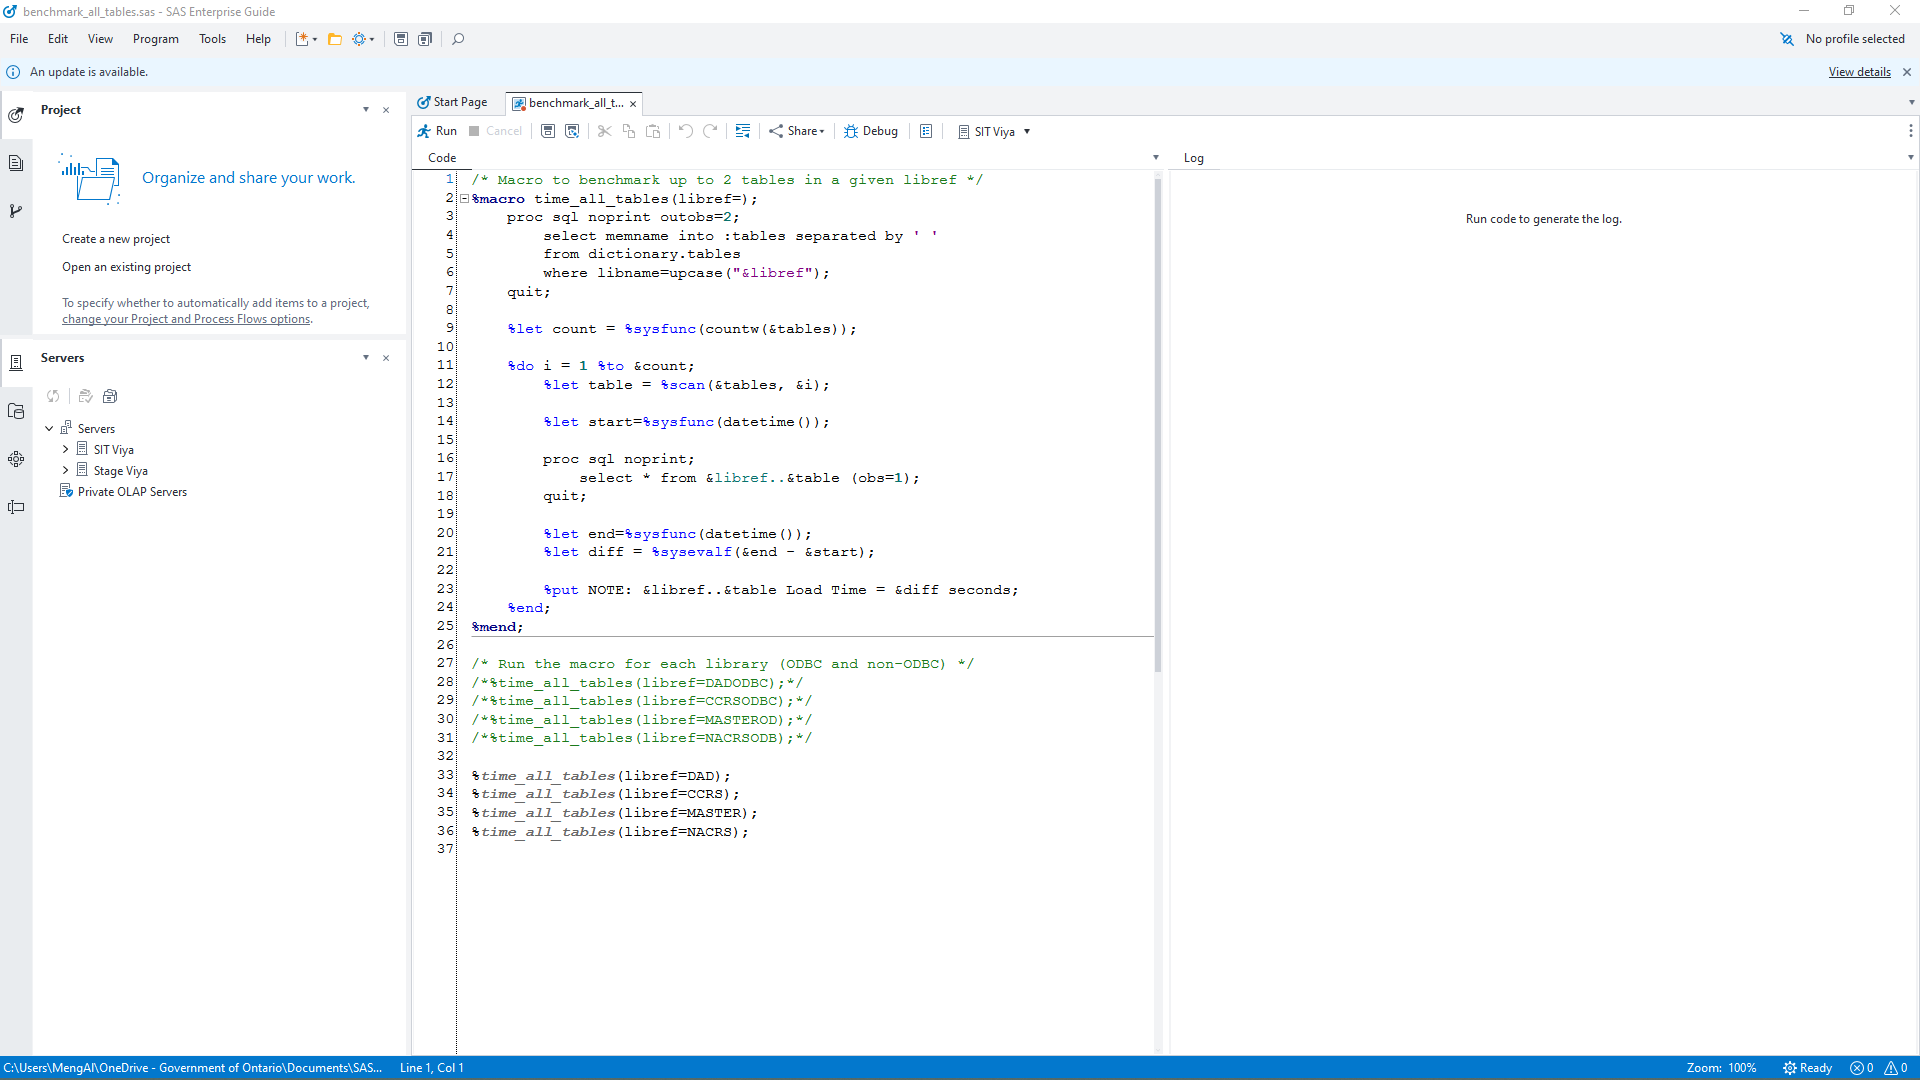 benchmark_all_tables.sas - SAS Enterprise Guide
File Edit View Program Tools Help No profile selected
An update is available. View details
Project
Organize and share your work.
Create a new project
Open an existing project
To specify whether to automatically add items to a project,
change your Project and Process Flows options.
Servers
Servers
SIT Viya
Stage Viya
Private OLAP Servers
Start Page benchmark_all_t...
Run Cancel Share Debug SIT Viya
Code
1 /* Macro to benchmark up to 2 tables in a given libref */
2 %macro time_all_tables(libref=);
3 proc sql noprint outobs=2;
4 select memname into :tables separated by ' '
5 from dictionary.tables
6 where libname=upcase("&libref");
7 quit;
8
9 %let count = %sysfunc(countw(&tables));
10
11 %do i = 1 %to &count;
12 %let table = %scan(&tables, &i);
13
14 %let start=%sysfunc(datetime());
15
16 proc sql noprint;
17 select * from &libref..&table (obs=1);
18 quit;
19
20 %let end=%sysfunc(datetime());
21 %let diff = %sysevalf(&end - &start);
22
23 %put NOTE: &libref..&table Load Time = &diff seconds;
24 %end;
25 %mend;
26
27 /* Run the macro for each library (ODBC and non-ODBC) */
28 /*%time_all_tables(libref=DADODBC);*/
29 /*%time_all_tables(libref=CCRSODBC);*/
30 /*%time_all_tables(libref=MASTEROD);*/
31 /*%time_all_tables(libref=NACRSODB);*/
32
33 %time_all_tables(libref=DAD);
34 %time_all_tables(libref=CCRS);
35 %time_all_tables(libref=MASTER);
36 %time_all_tables(libref=NACRS);
37
Log
Run code to generate the log.
C:\Users\MengAl\OneDrive - Government of Ontario\Documents\SAS... Line 1, Col 1 Zoom: 100% Ready 0 0